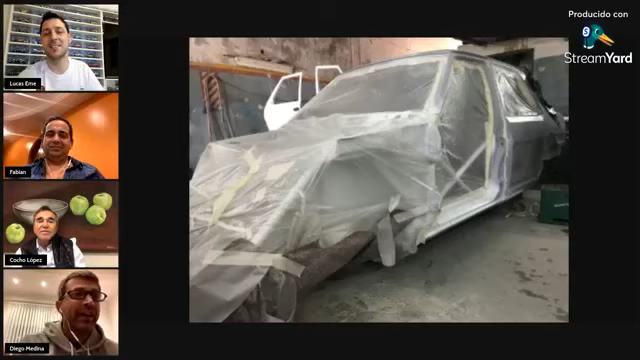 Producido con
StreamYard
Lucas Eme
Fabian
Cocho López
Diego Medina